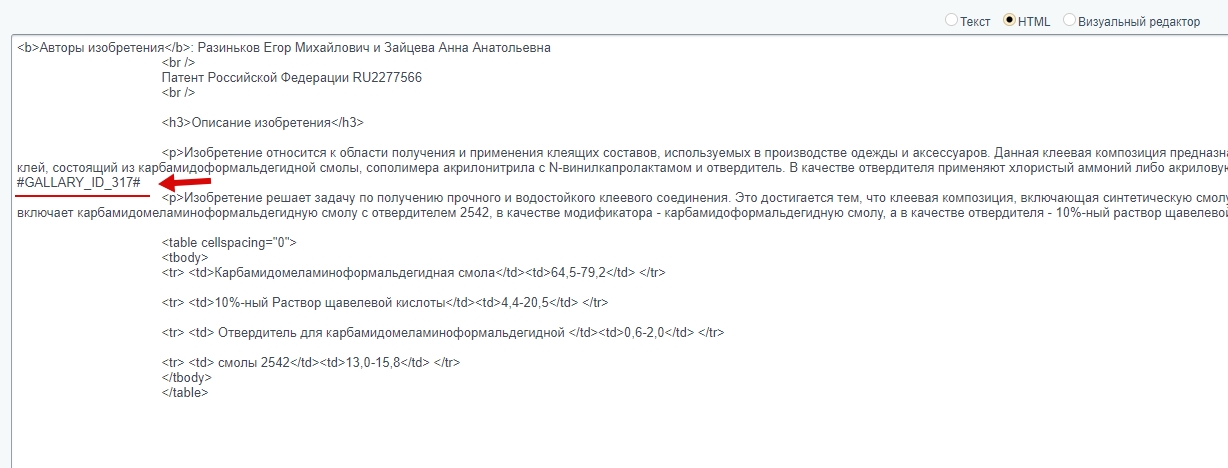 Текст HTML Визуальный редактор
<b>Авторы изобретения</b>: Разиньков Егор Михайлович и Зайцева Анна Анатольевна
<br />
Патент Российской Федерации RU2277566
<br />
<h3>Описание изобретения</h3>
<p>Изобретение относится к области получения и применения клеящих составов, используемых в производстве одежды и аксессуаров. Данная клеевая композиция предназна
клей, состоящий из карбамидоформальдегидной смолы, сополимера акрилонитрила с N-винилкапролактамом и отвердитель. В качестве отвердителя применяют хлористый аммоний либо акриловую
#GALLARY_ID_317#
<p>Изобретение решает задачу по получению прочного и водостойкого клеевого соединения. Это достигается тем, что клеевая композиция, включающая синтетическую смолу
включает карбамидомеламиноформальдегидную смолу с отвердителем 2542, в качестве модификатора - карбамидоформальдегидную смолу, а в качестве отвердителя - 10%-ный раствор щавелевой
<table cellspacing="0">
<tbody>
<tr> <td>Карбамидомеламиноформальдегидная смола</td><td>64,5-79,2</td> </tr>
<tr> <td>10%-ный Раствор щавелевой кислоты</td><td>4,4-20,5</td> </tr>
<tr> <td> Отвердитель для карбамидомеламиноформальдегидной </td><td>0,6-2,0</td> </tr>
<tr> <td> смолы 2542</td><td>13,0-15,8</td> </tr>
</tbody>
</table>